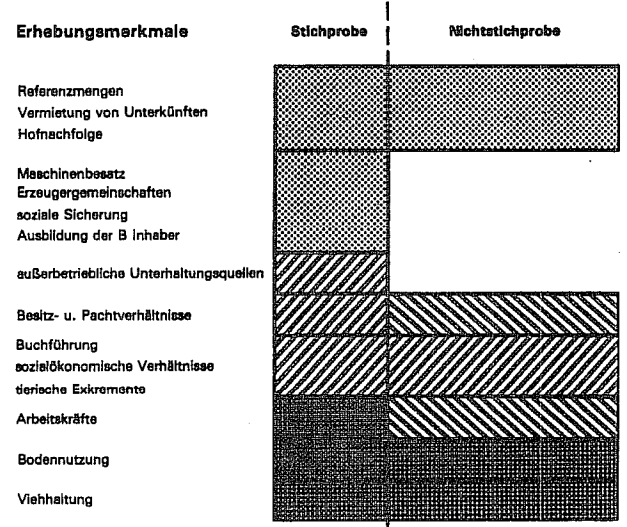 Erhebungsmerkmale Stichprobe Nichtstichprobe
Referenzmengen
Vermietung von Unterkünften
Hofnachfolge
Maschinenbesatz
Erzeugergemeinschaften
soziale Sicherung
Ausbildung der B Inhaber
außerbetriebliche Unterhaltungsquellen
Besitz- u. Pachtverhältnisse
Buchführung
sozialökonomische Verhältnisse
tierische Exkremente
Arbeitskräfte
Bodennutzung
Viehhaltung